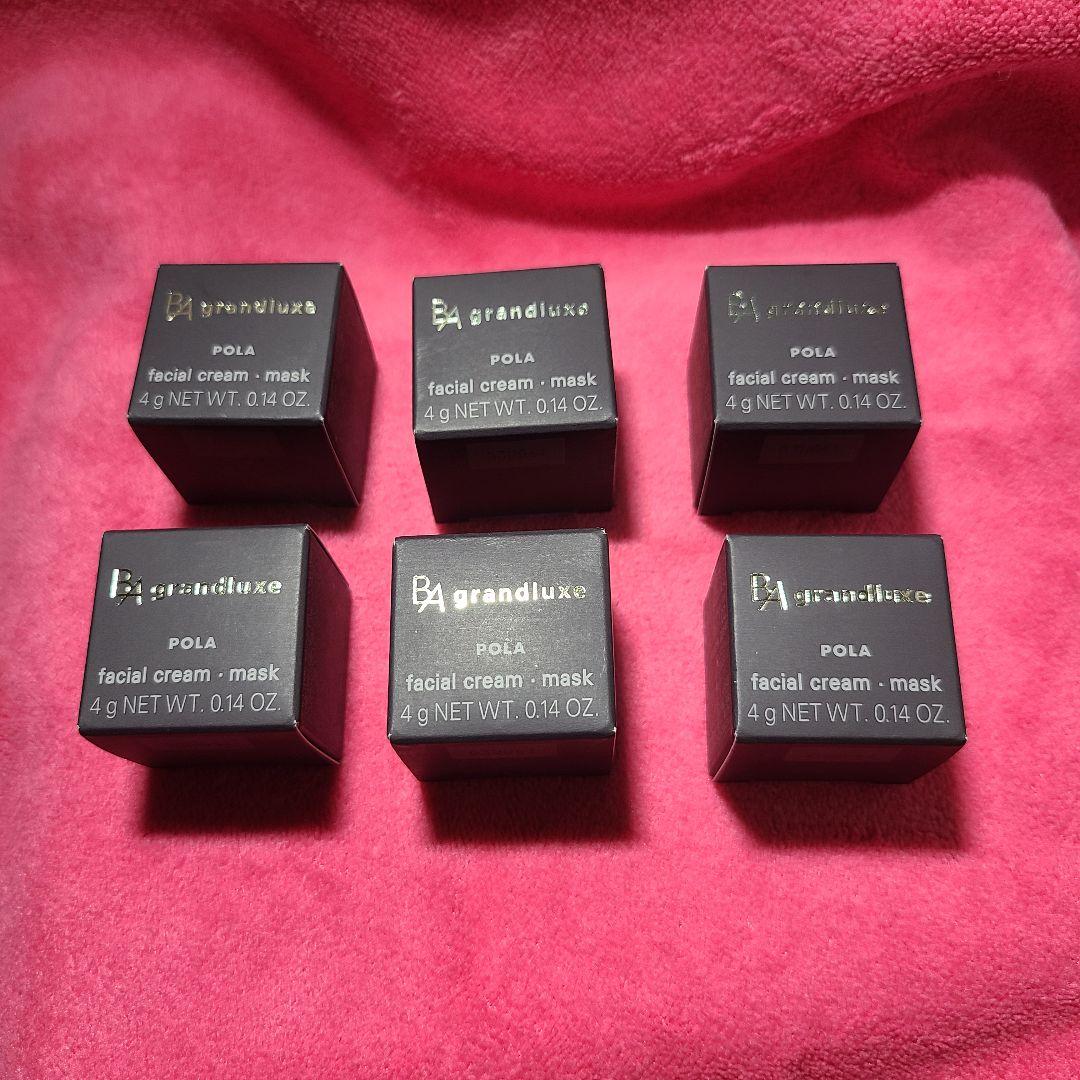 BA grandluxe
POLA
facial cream · mask
4 g NET WT. 0.14 OZ.
BA grandluxe
POLA
facial cream · mask
4 g NET WT. 0.14 OZ.
BA grandluxe
POLA
facial cream · mask
4 g NET WT. 0.14 OZ.
BA grandluxe
POLA
facial cream · mask
4 g NET WT. 0.14 OZ.
BA grandluxe
POLA
facial cream · mask
4 g NET WT. 0.14 OZ.
BA grandluxe
POLA
facial cream · mask
4 g NET WT. 0.14 OZ.